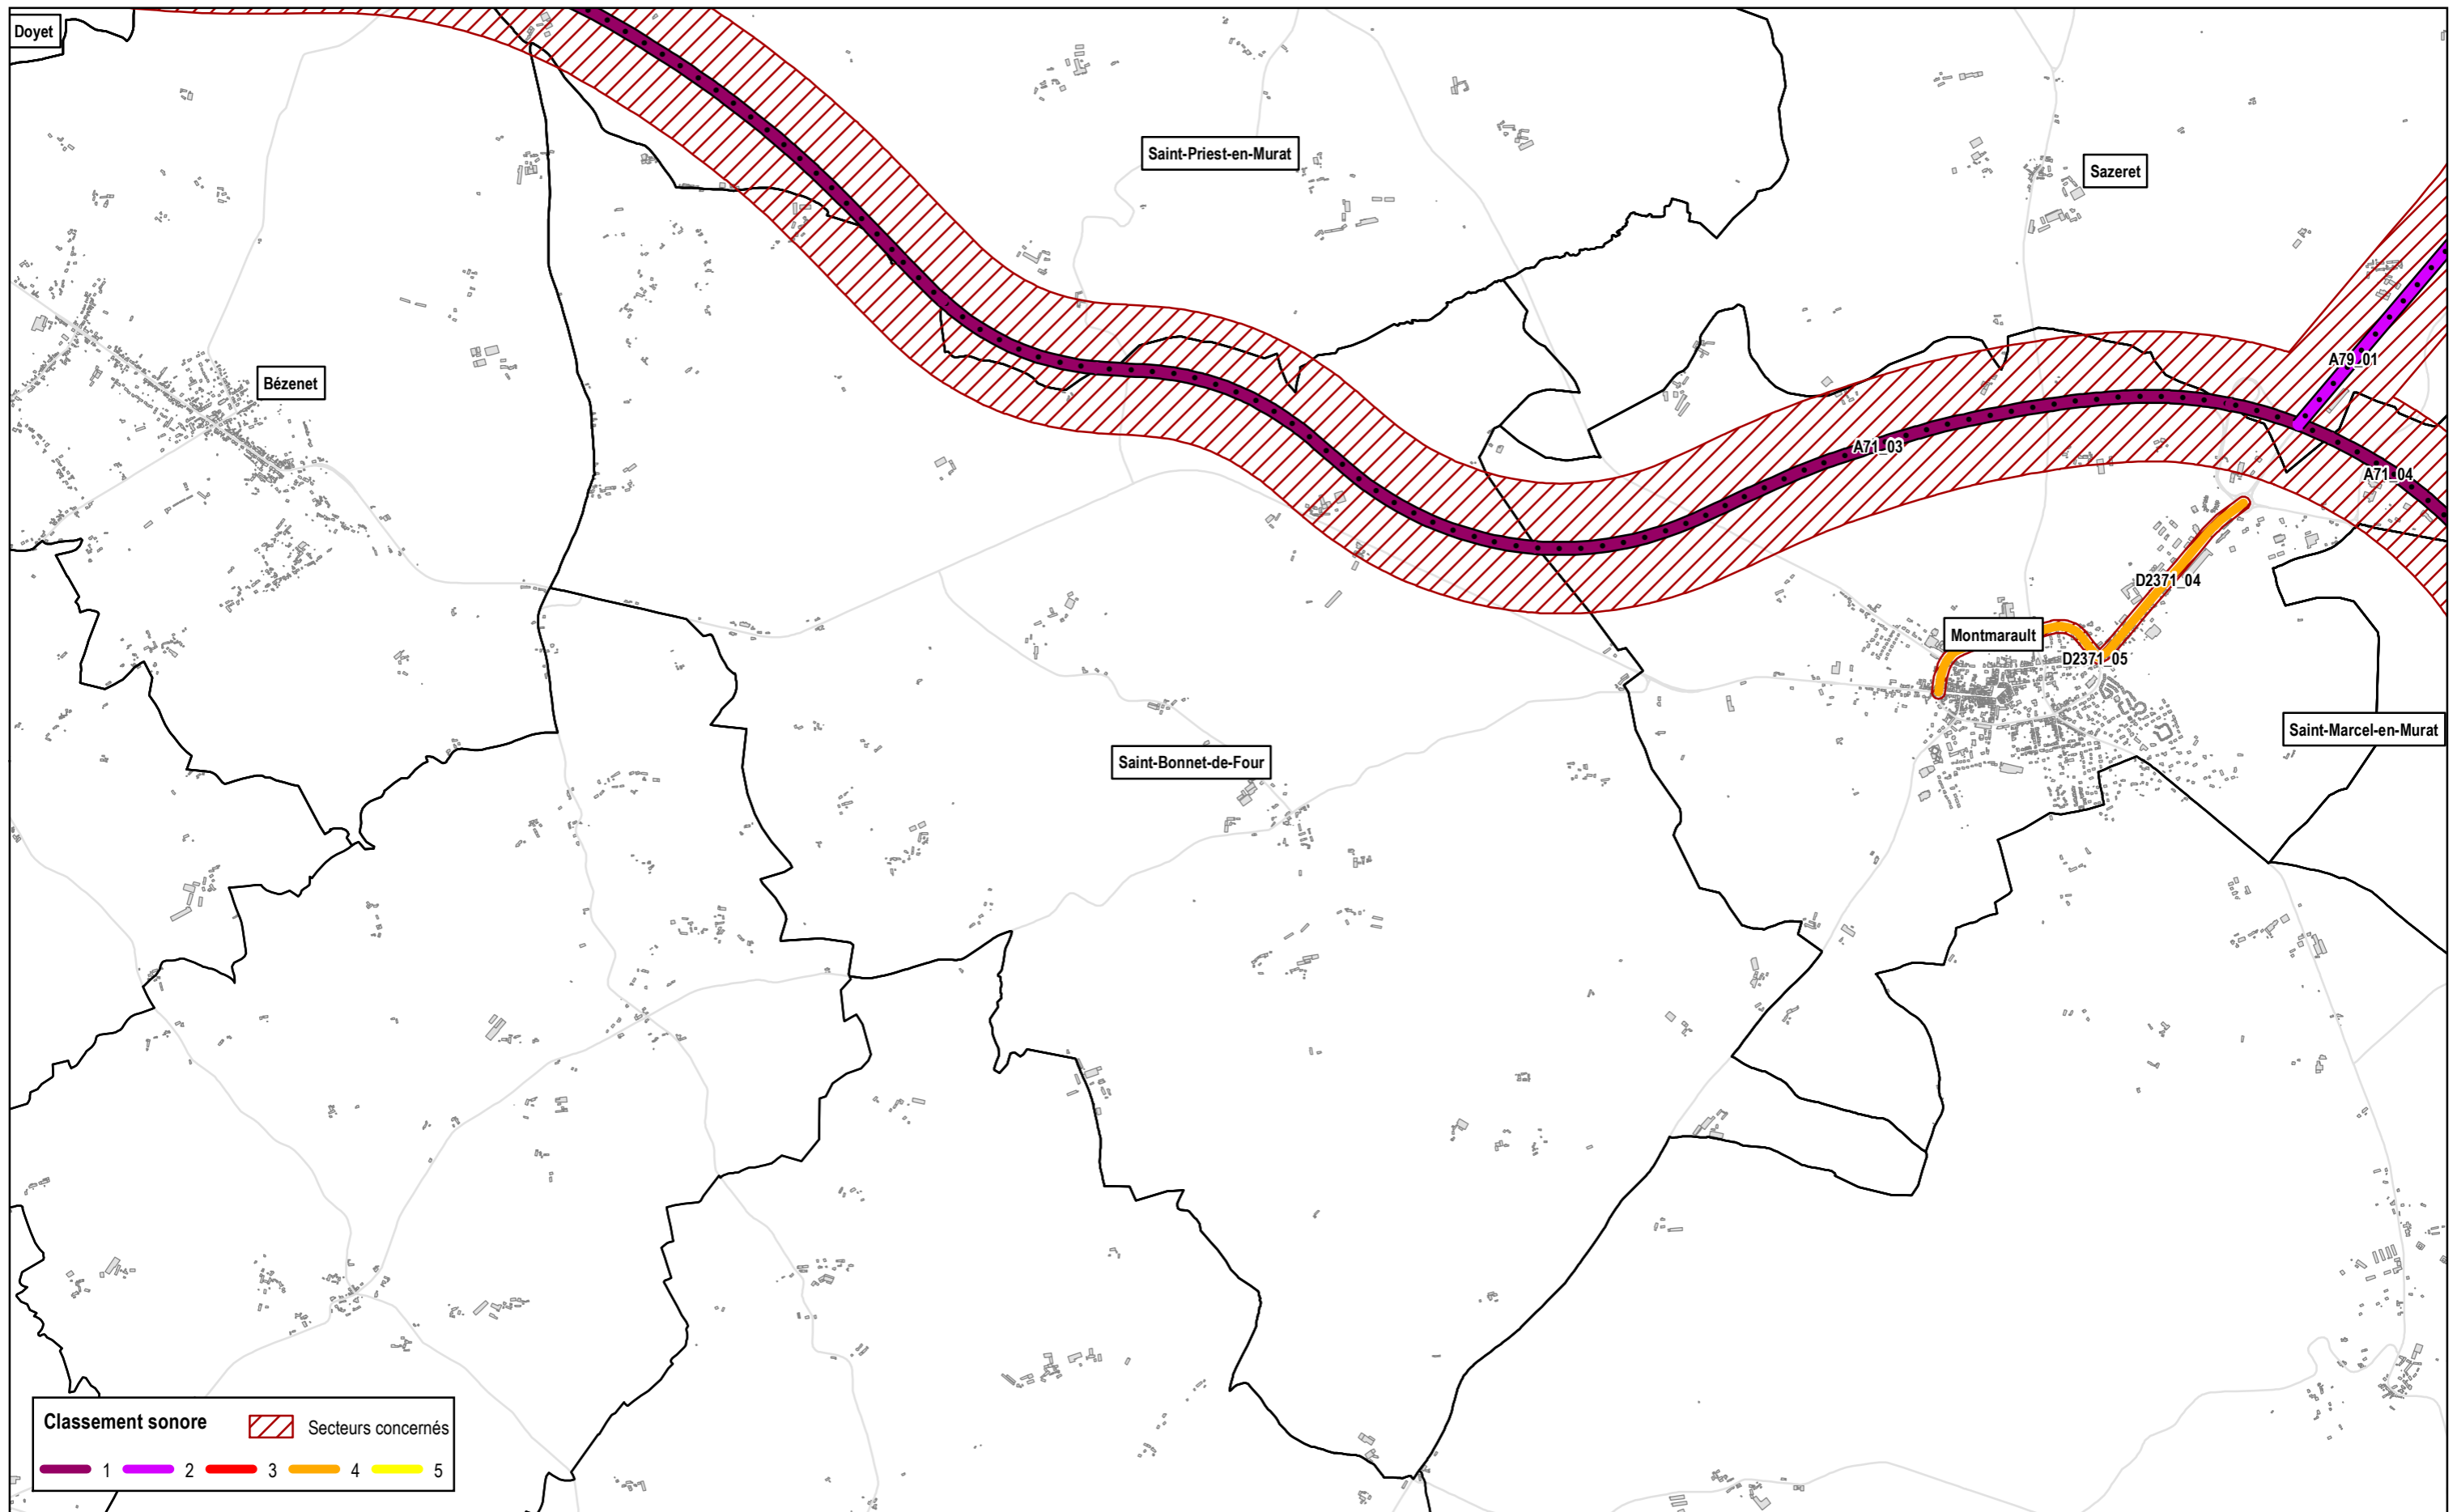 Doyet
Saint-Priest-en-Murat
Sazeret
A79_01
Bézenet
A71_03
A71_04
D2371_04
Montmarault
D2371_05
Saint-Marcel-en-Murat
Saint-Bonnet-de-Four
Classement sonore
Secteurs concernés
1 2 3 4 5